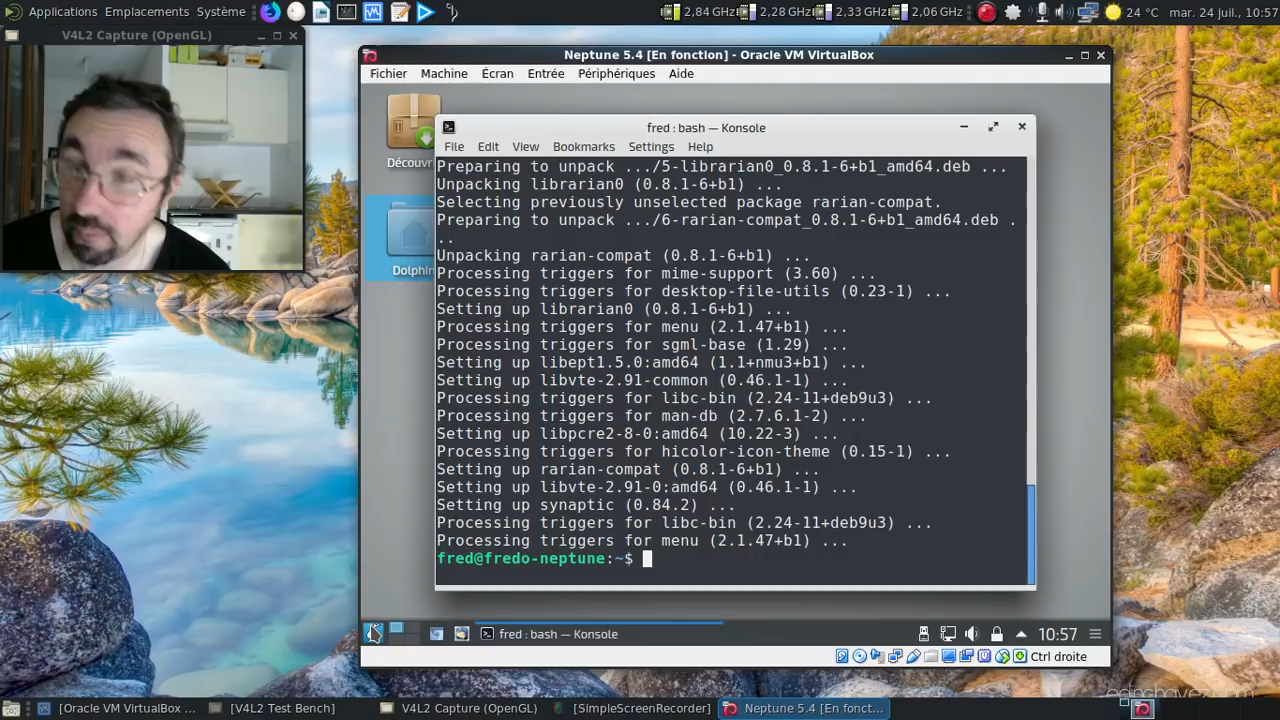 Applications Emplacements Système
2,84 GHz 2,28 GHz 2,33 GHz 2,06 GHz 24 °C mar. 24 juil., 10:57
V4L2 Capture (OpenGL)
Neptune 5.4 [En fonction] - Oracle VM VirtualBox
Fichier Machine Écran Entrée Périphériques Aide
Découvr
Dolphin
fred : bash — Konsole
File Edit View Bookmarks Settings Help
Preparing to unpack .../5-librarian0_0.8.1-6+b1_amd64.deb ...
Unpacking librarian0 (0.8.1-6+b1) ...
Selecting previously unselected package rarian-compat.
Preparing to unpack .../6-rarian-compat_0.8.1-6+b1_amd64.deb .
..
Unpacking rarian-compat (0.8.1-6+b1) ...
Processing triggers for mime-support (3.60) ...
Processing triggers for desktop-file-utils (0.23-1) ...
Setting up librarian0 (0.8.1-6+b1) ...
Processing triggers for menu (2.1.47+b1) ...
Processing triggers for sgml-base (1.29) ...
Setting up libept1.5.0:amd64 (1.1+nmu3+b1) ...
Setting up libvte-2.91-common (0.46.1-1) ...
Processing triggers for libc-bin (2.24-11+deb9u3) ...
Processing triggers for man-db (2.7.6.1-2) ...
Setting up libpcre2-8-0:amd64 (10.22-3) ...
Processing triggers for hicolor-icon-theme (0.15-1) ...
Setting up rarian-compat (0.8.1-6+b1) ...
Setting up libvte-2.91-0:amd64 (0.46.1-1) ...
Setting up synaptic (0.84.2) ...
Processing triggers for libc-bin (2.24-11+deb9u3) ...
Processing triggers for menu (2.1.47+b1) ...
fred@fredo-neptune:~$
fred : bash — Konsole
10:57
Ctrl droite
[Oracle VM VirtualBox ... [V4L2 Test Bench] V4L2 Capture (OpenGL) [SimpleScreenRecorder] Neptune 5.4 [En fonct...